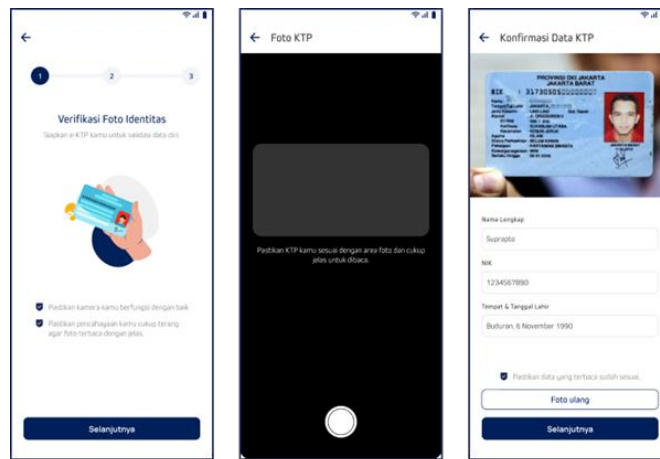 1
2
3
Verifikasi Foto Identitas
Siapkan e-KTP kamu untuk validasi data diri.
Pastikan kamera kamu berfungsi dengan baik
Pastikan pencahayaan kamu cukup terang
agar foto terbaca dengan jelas.
Selanjutnya
Foto KTP
Pastikan KTP kamu sesuai dengan area foto dan cukup
jelas untuk dibaca.
Konfirmasi Data KTP
PROVINSI DKI JAKARTA
JAKARTA BARAT
NIK : 31730505
Nama Lengkap
Suprapto
NIK
1234567890
Tempat & Tanggal Lahir
Buduran, 6 November 1990
Pastikan data yang terbaca sudah sesuai.
Foto ulang
Selanjutnya